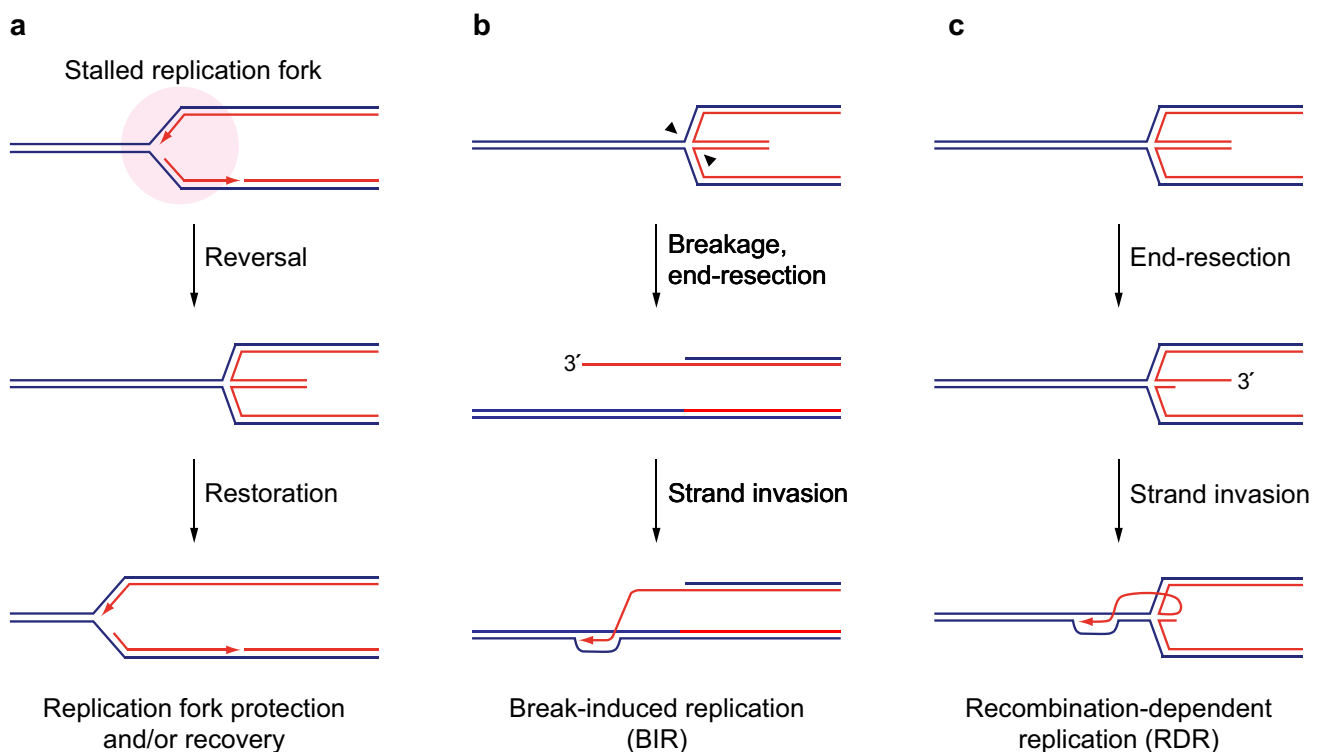 a
Stalled replication fork
Reversal
Restoration
Replication fork protection
and/or recovery
b
Breakage,
end-resection
3′
Strand invasion
Break-induced replication
(BIR)
c
End-resection
3′
Strand invasion
Recombination-dependent
replication (RDR)